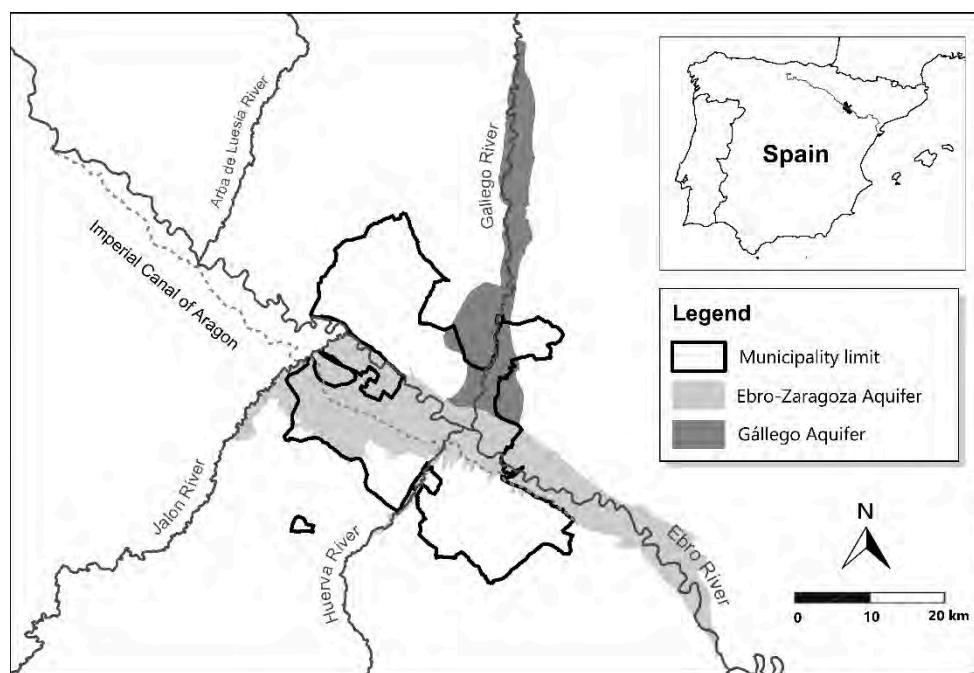 Arba de Luesia River
Gallego River
Imperial Canal of Aragon
Jalon River
Huerva River
Ebro River
Spain
Legend
Municipality limit
Ebro-Zaragoza Aquifer
Gállego Aquifer
N
0 10 20 km